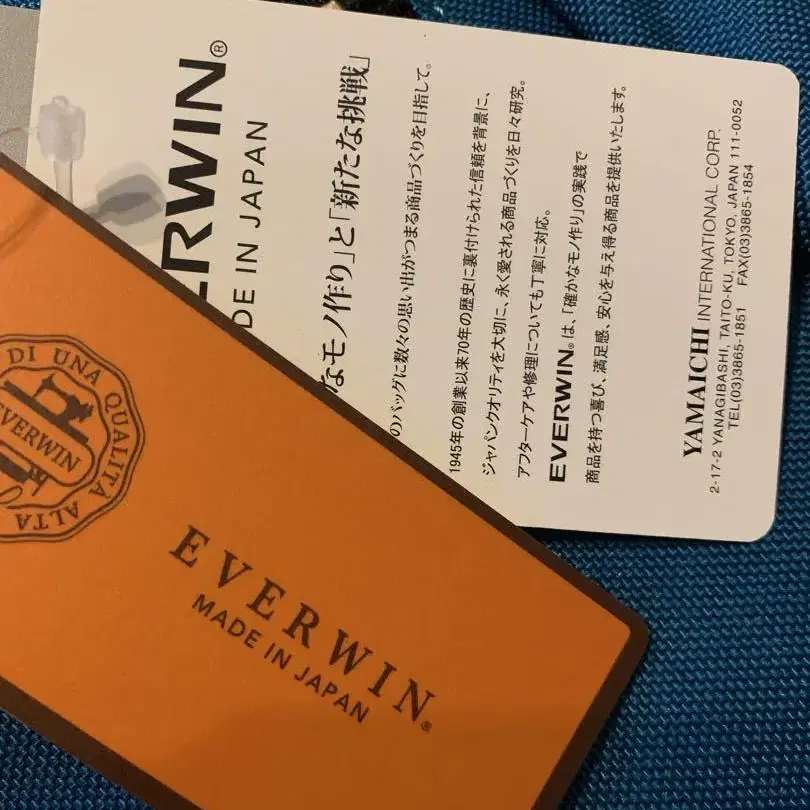 ERWIN®
DE IN JAPAN
なモノ作り」と「新たな挑戦」
のバッグに数々の思い出がつまる商品づくりを目指して。
1945年の創業以来70年の歴史に裏付けられた信頼を背景に、
ジャパンクオリティを大切に、永く愛される商品づくりを日々研究。
アフターケアや修理についても丁寧に対応。
EVERWIN®は、「確かなモノ作り」の実践で
商品を持つ喜び、満足感、安心を与え得る商品を提供いたします。
YAMAICHI INTERNATIONAL CORP.
2-17-2 YANAGIBASHI, TAITO-KU, TOKYO, JAPAN 111-0052
TEL(03)3865-1851 FAX(03)3865-1854
DI UNA QUALITA ALTA
EVERWIN
EVERWIN®
MADE IN JAPAN